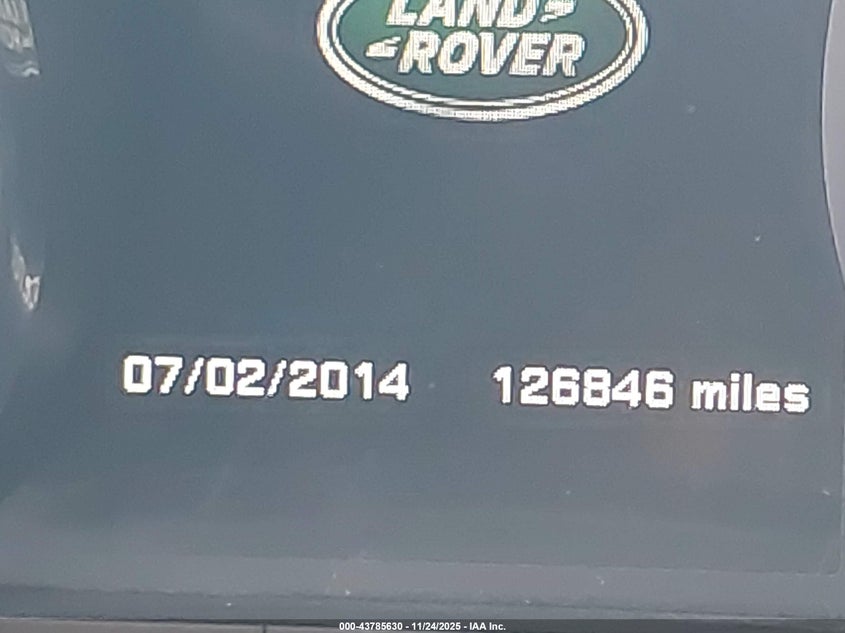 LAND
ROVER
07/02/2014 126846 miles
000-43785630 - 11/24/2025 - IAA Inc.